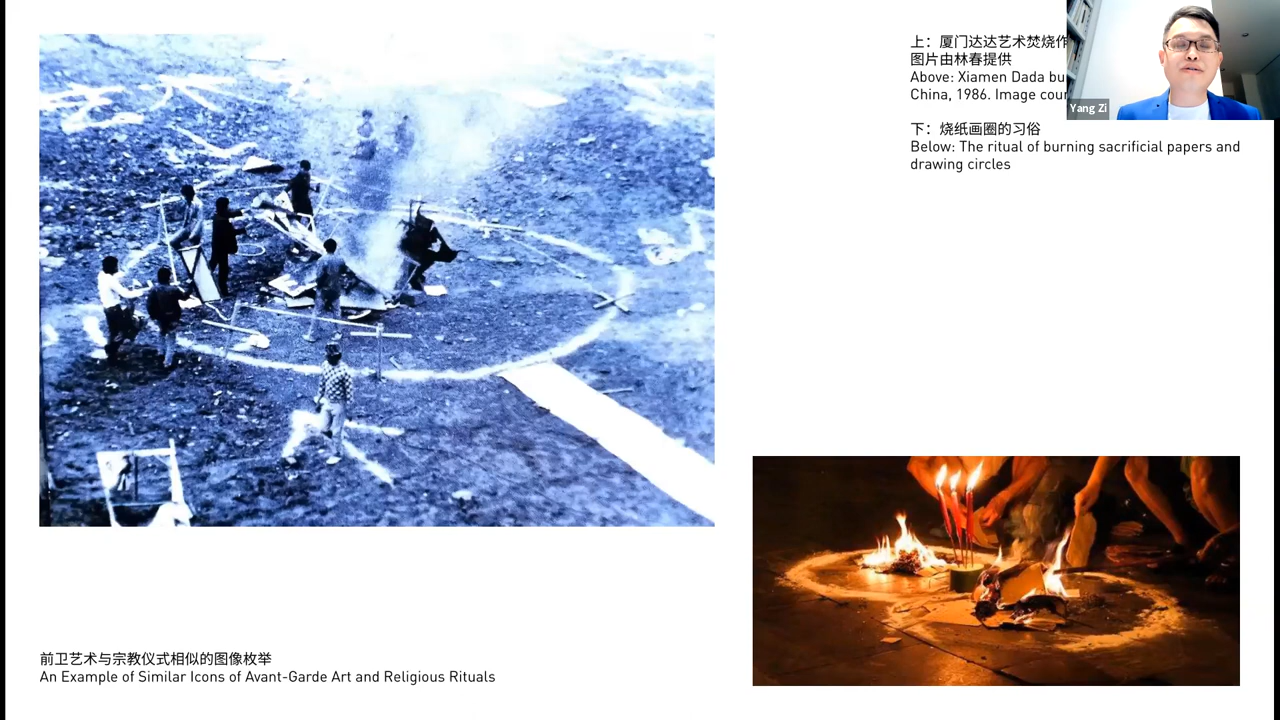 上：厦门达达艺术焚烧作
图片由林春提供
Above: Xiamen Dada bu
China, 1986. Image cour
Yang Zi
下：烧纸画圈的习俗
Below: The ritual of burning sacrificial papers and
drawing circles
前卫艺术与宗教仪式相似的图像枚举
An Example of Similar Icons of Avant-Garde Art and Religious Rituals